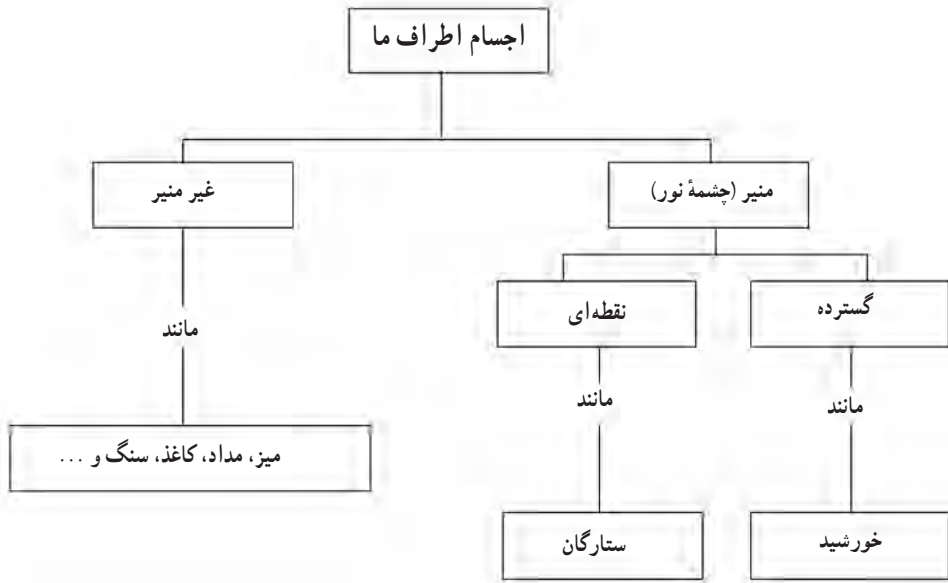 اجسام اطراف ما
منیر (چشمهٔ نور)
غیر منیر
گسترده
نقطه‌ای
مانند
مانند
مانند
میز، مداد، کاغذ، سنگ و ...
خورشید
ستارگان